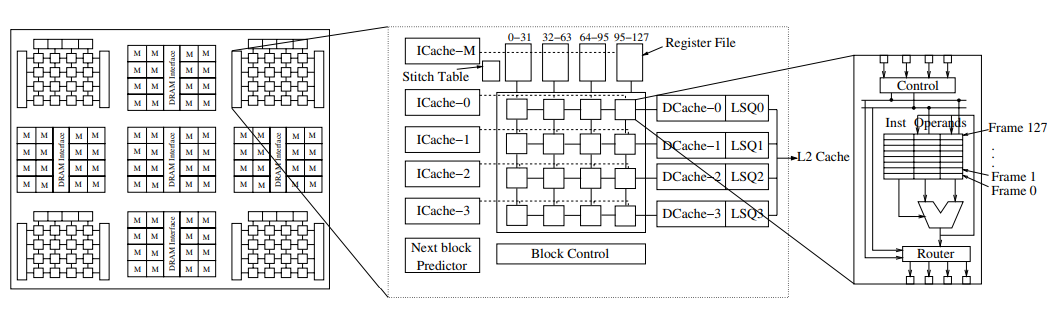 M M M M
M M M M
M M M M
M M M M
DRAM Interface
M M M M
M M M M
M M M M
M M M M
DRAM Interface
M M M M
M M M M
M M M M
M M M M
DRAM Interface
M M M M
M M M M
M M M M
M M M M
DRAM Interface
M M M M
M M M M
M M M M
M M M M
DRAM Interface
0–31 32–63 64–95 95–127
Register File
ICache–M
Stitch Table
ICache–0
ICache–1
ICache–2
ICache–3
Next block
Predictor
Block Control
DCache–0 LSQ0
DCache–1 LSQ1
DCache–2 LSQ2
DCache–3 LSQ3
L2 Cache
Control
Inst Operands
Frame 127
.
.
.
Frame 1
Frame 0
Router